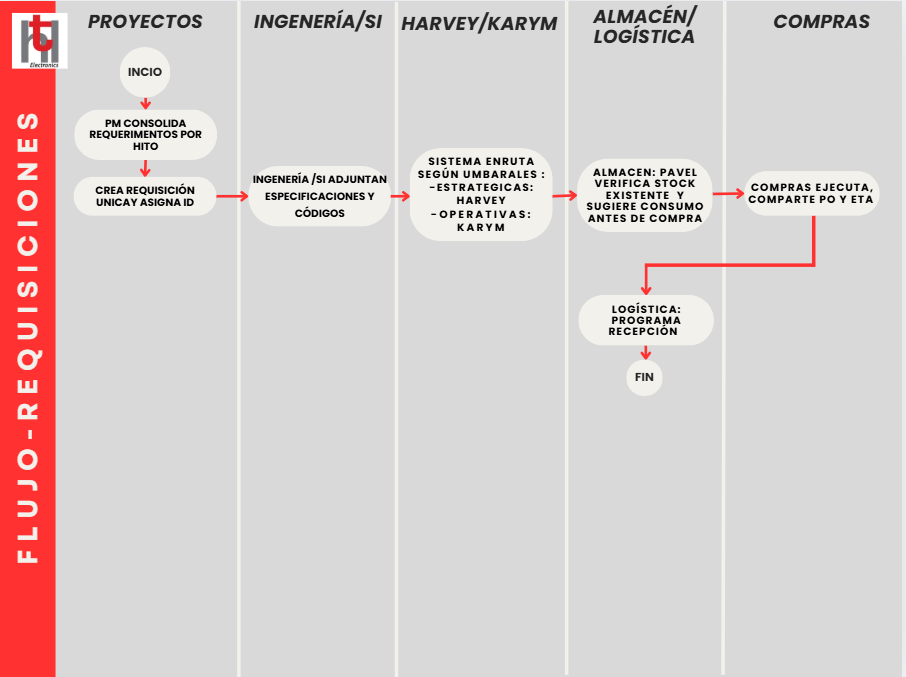 PROYECTOS
INGENERÍA/SI
HARVEY/KARYM
ALMACÉN/
LOGÍSTICA
COMPRAS
Electronics
FLUJO-REQUISICIONES
INCIO
PM CONSOLIDA
REQUERIMENTOS POR
HITO
CREA REQUISICIÓN
UNICAY ASIGNA ID
INGENERÍA /SI ADJUNTAN
ESPECIFICACIONES Y
CÓDIGOS
SISTEMA ENRUTA
SEGÚN UMBARALES :
-ESTRATEGICAS:
HARVEY
-OPERATIVAS:
KARYM
ALMACEN: PAVEL
VERIFICA STOCK
EXISTENTE Y
SUGIERE CONSUMO
ANTES DE COMPRA
COMPRAS EJECUTA,
COMPARTE PO Y ETA
LOGÍSTICA:
PROGRAMA
RECEPCIÓN
FIN